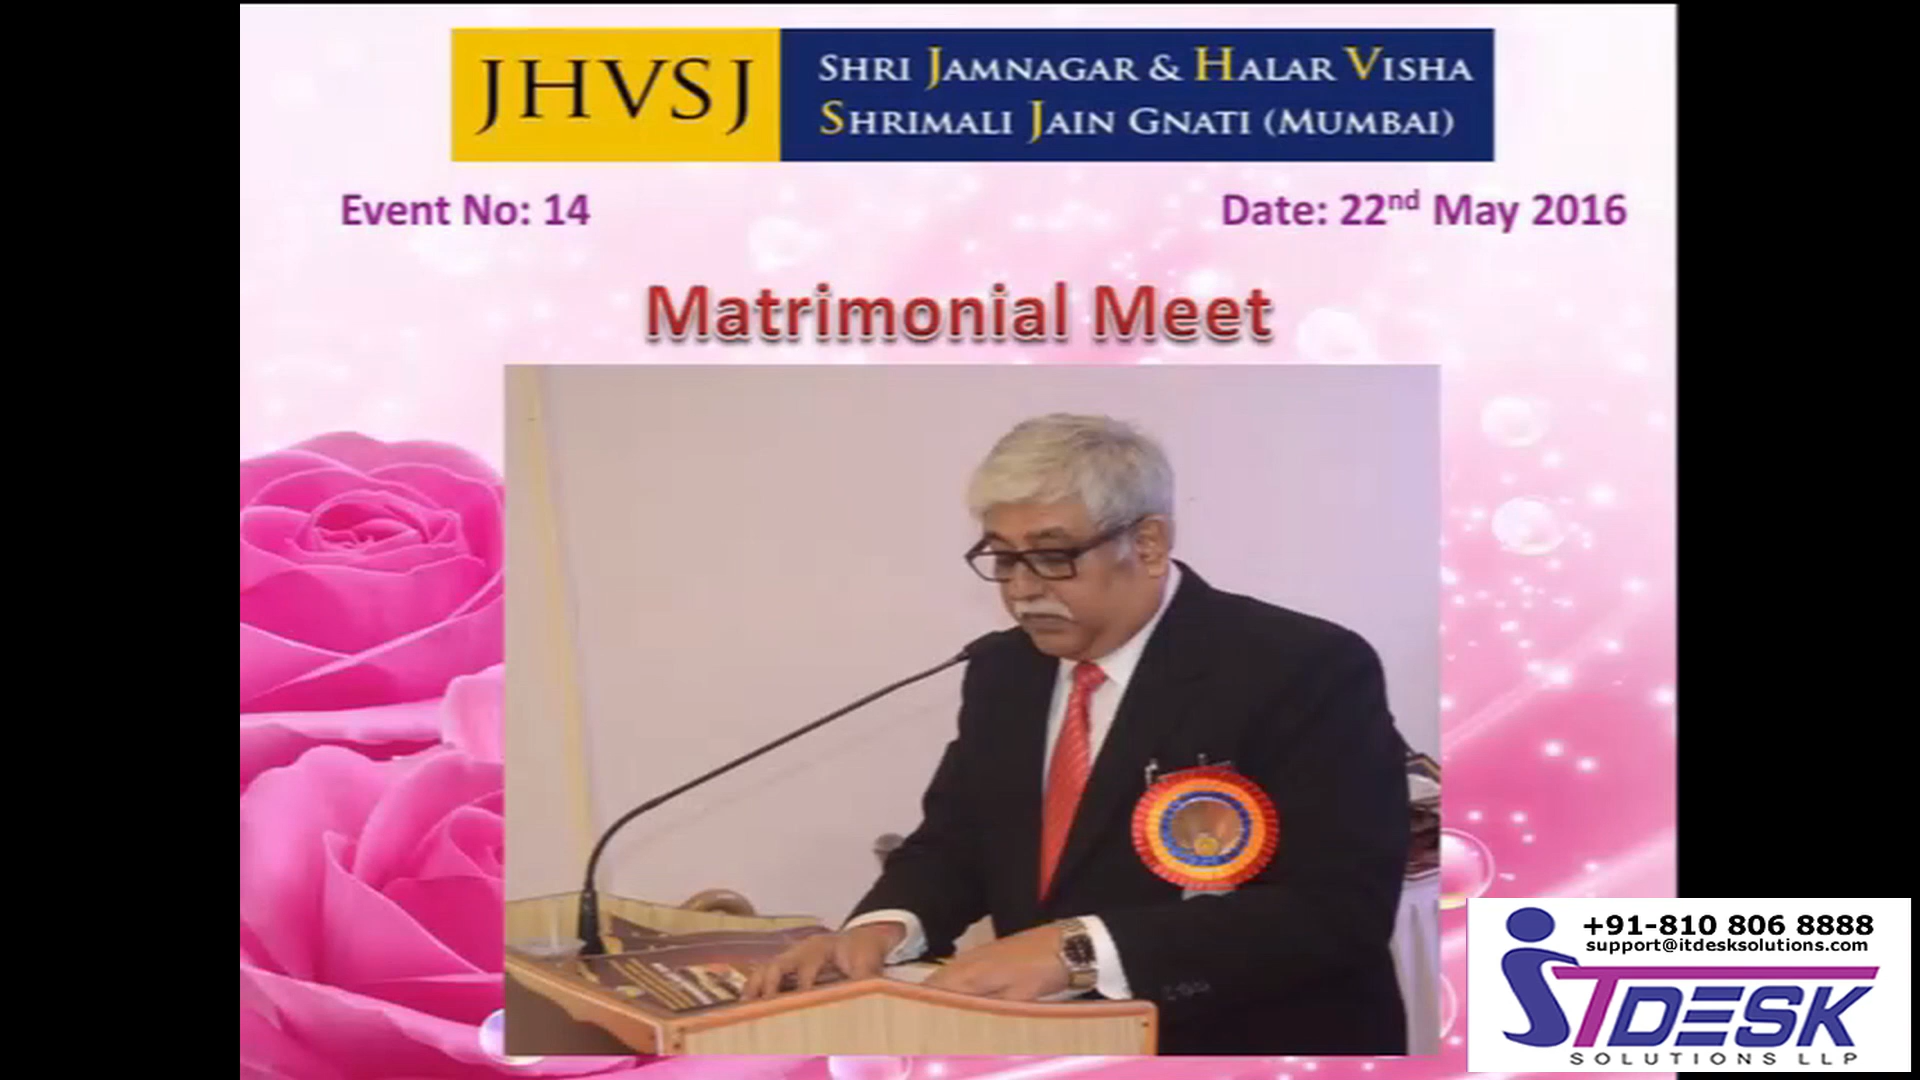 JHVSJ
SHRI JAMNAGAR & HALAR VISHA
SHRIMALI JAIN GNATI (MUMBAI)
Event No: 14
Date: 22nd May 2016
Matrimonial Meet
+91-810 806 8888
support@itdesksolutions.com
ITDESK
SOLUTIONS LLP